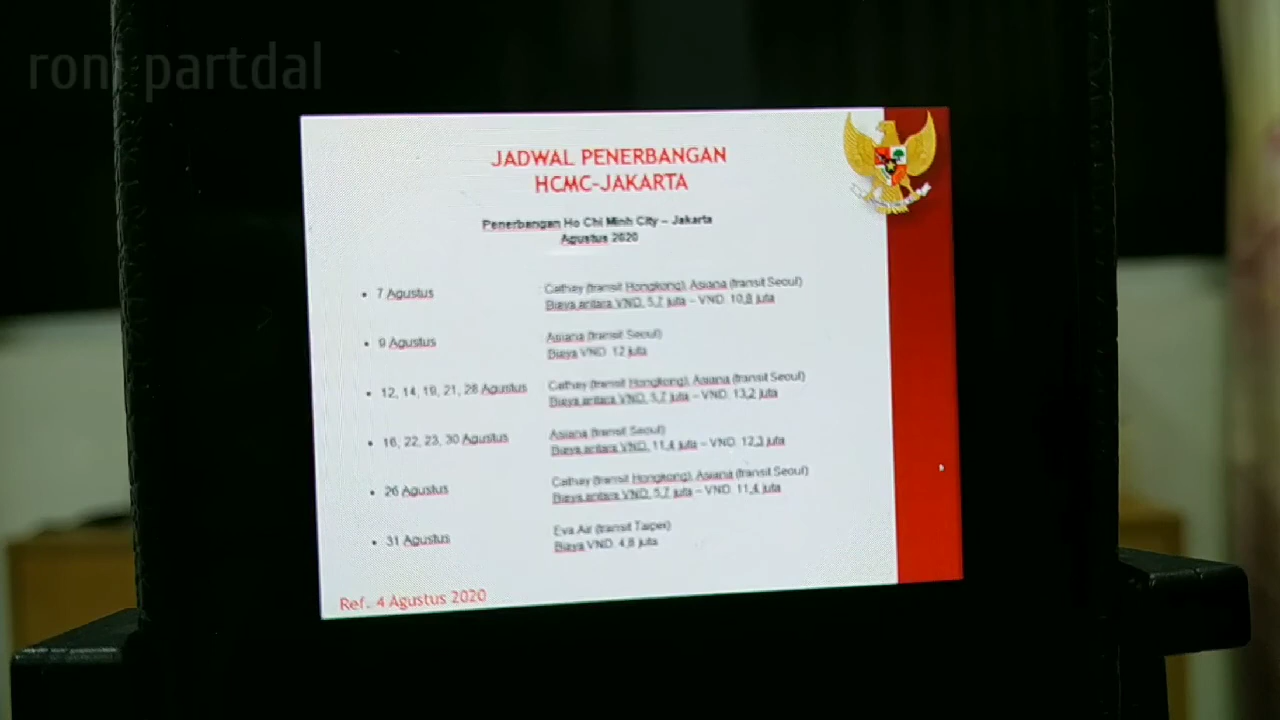 roni partdal
JADWAL PENERBANGAN
HCMC-JAKARTA
Penerbangan Ho Chi Minh City – Jakarta
Agustus 2020
• 7 Agustus : Cathay (transit Hongkong), Asiana (transit Seoul)
Biaya antara VND. 5,7 juta – VND. 10,8 juta
• 9 Agustus Asiana (transit Seoul)
Biaya VND. 12 juta
• 12, 14, 19, 21, 28 Agustus Cathay (transit Hongkong), Asiana (transit Seoul)
Biaya antara VND. 5,7 juta – VND. 13,2 juta
• 16, 22, 23, 30 Agustus Asiana (transit Seoul)
Biaya antara VND. 11,4 juta – VND. 12,3 juta
• 26 Agustus Cathay (transit Hongkong), Asiana (transit Seoul)
Biaya antara VND. 5,7 juta – VND. 11,4 juta
• 31 Agustus Eva Air (transit Taipei)
Biaya VND. 4,8 juta
Ref. 4 Agustus 2020